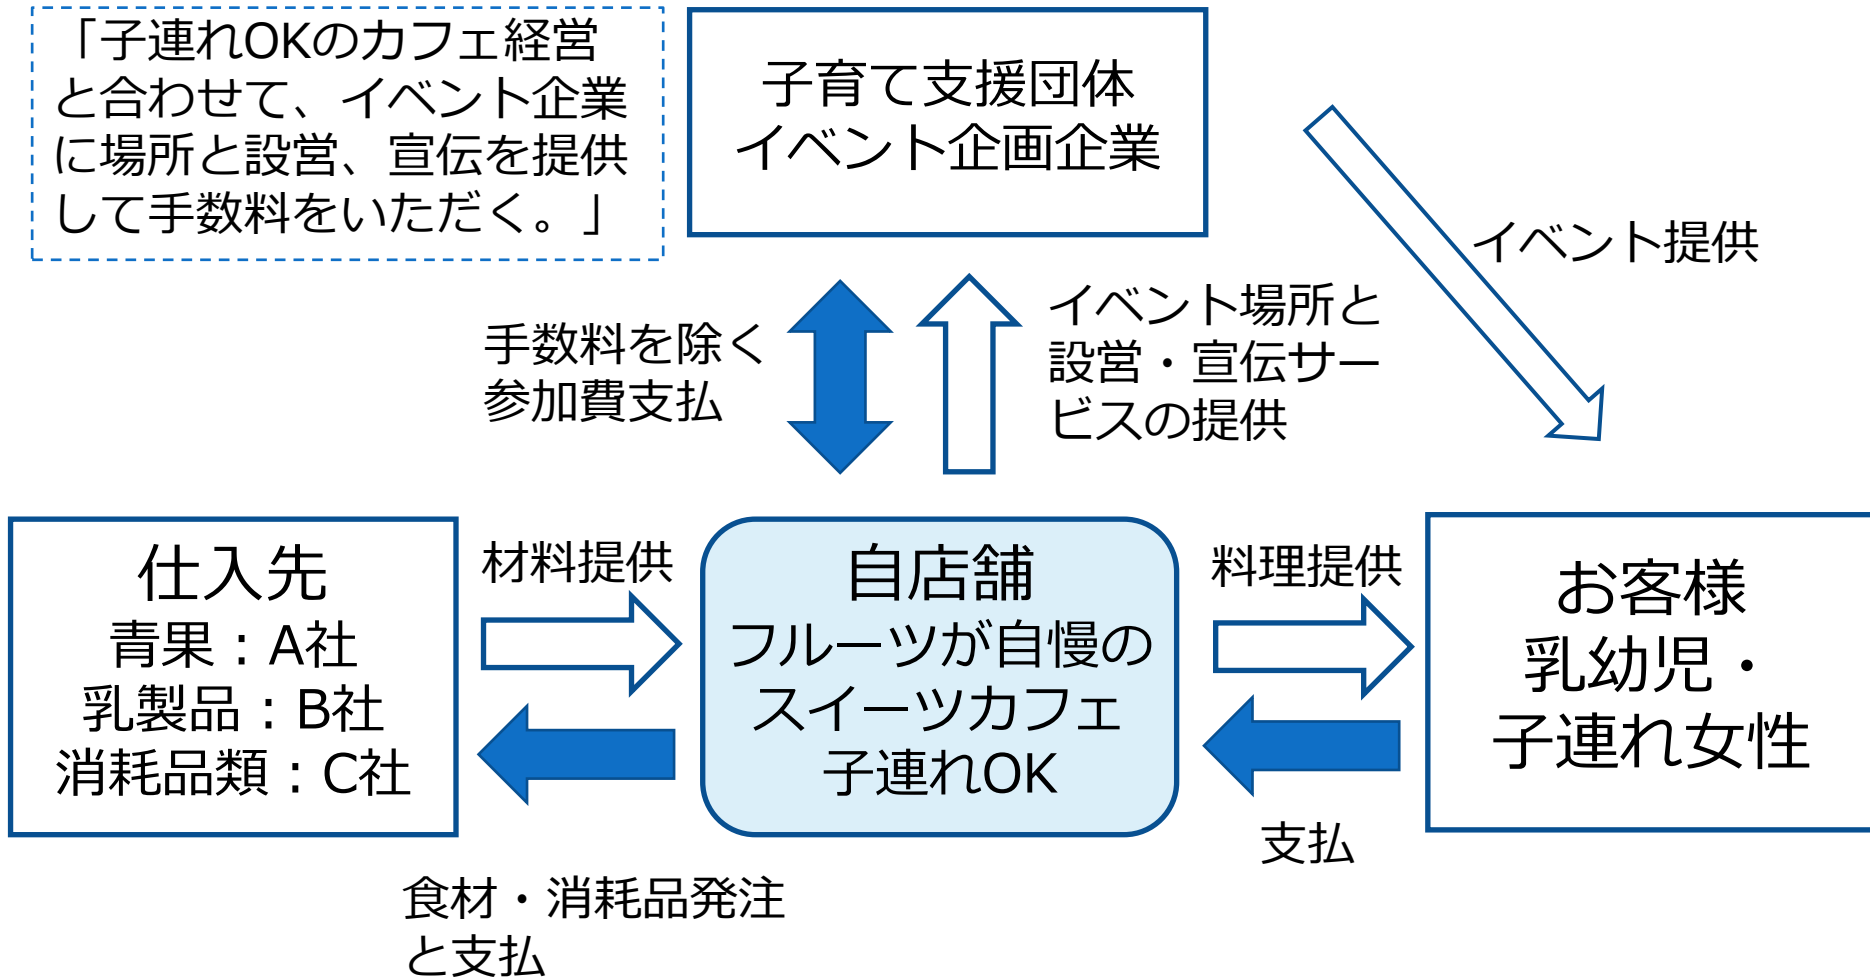 「子連れOKのカフェ経営
と合わせて、イベント企業
に場所と設営、宣伝を提供
して手数料をいただく。」
子育て支援団体
イベント企画企業
イベント提供
手数料を除く
参加費支払
イベント場所と
設営・宣伝サー
ビスの提供
仕入先
青果：A社
乳製品：B社
消耗品類：C社
材料提供
自店舗
フルーツが自慢の
スイーツカフェ
子連れOK
料理提供
お客様
乳幼児・
子連れ女性
支払
食材・消耗品発注
と支払